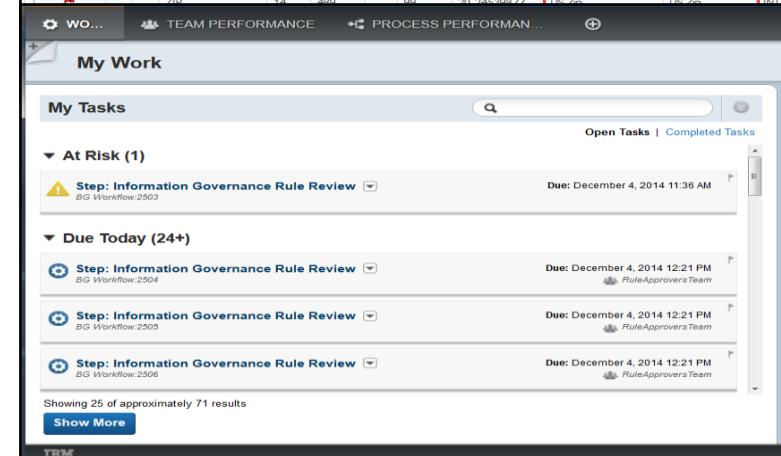 WO... TEAM PERFORMANCE PROCESS PERFORMAN...
My Work
My Tasks
Open Tasks | Completed Tasks
At Risk (1)
Step: Information Governance Rule Review Due: December 4, 2014 11:36 AM
BG Workflow:2503
Due Today (24+)
Step: Information Governance Rule Review Due: December 4, 2014 12:21 PM
BG Workflow:2504 RuleApproversTeam
Step: Information Governance Rule Review Due: December 4, 2014 12:21 PM
BG Workflow:2505 RuleApproversTeam
Step: Information Governance Rule Review Due: December 4, 2014 12:21 PM
BG Workflow:2506 RuleApproversTeam
Showing 25 of approximately 71 results
Show More
IBM